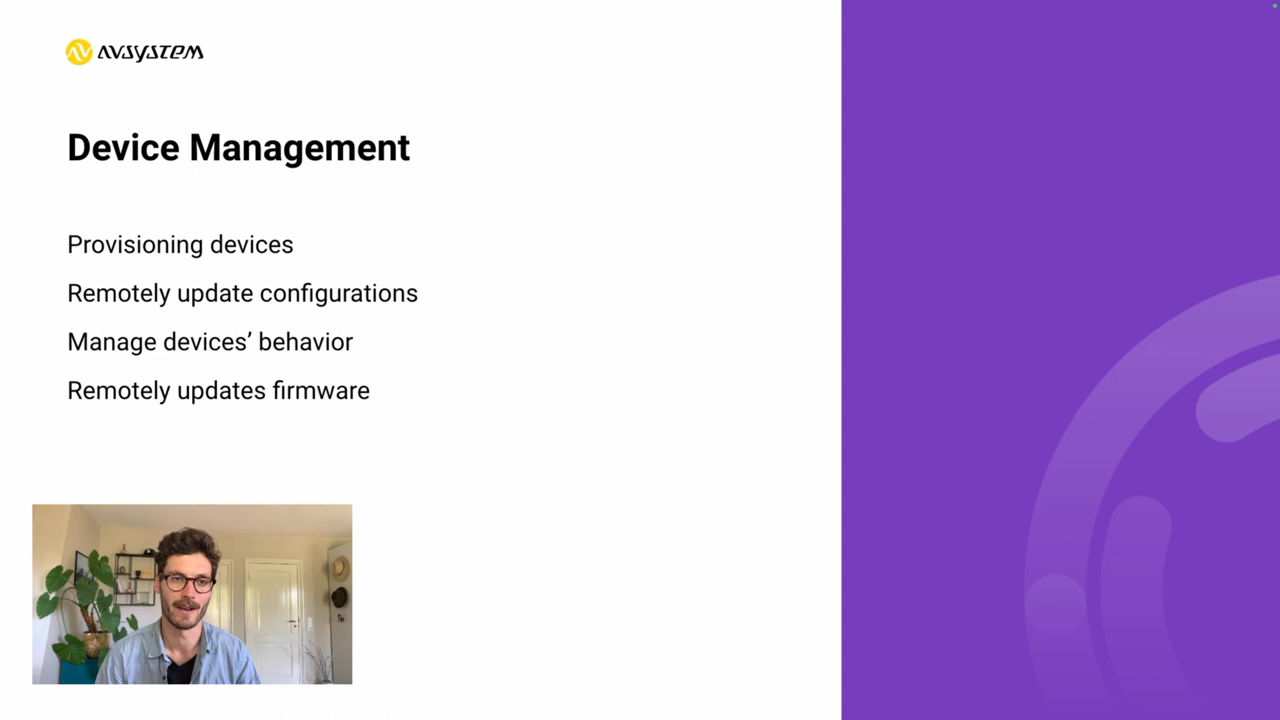 AVSYSTEM
Device Management
Provisioning devices
Remotely update configurations
Manage devices’ behavior
Remotely updates firmware